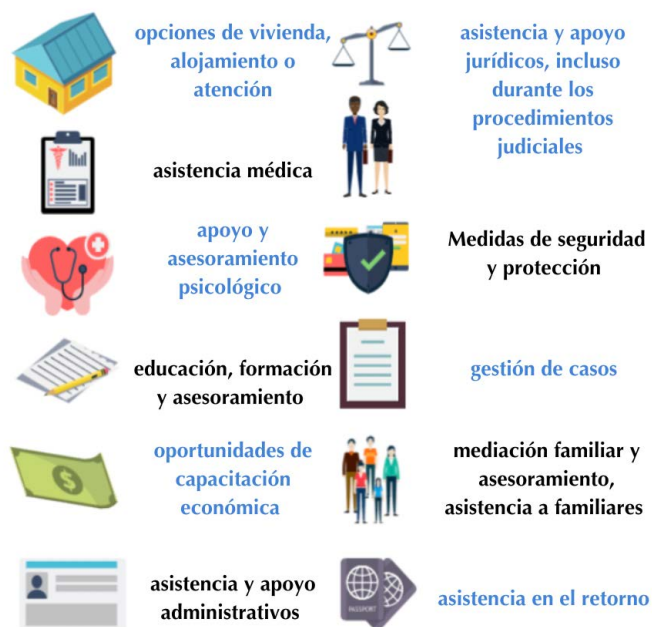 opciones de vivienda,
alojamiento o
atención
asistencia médica
apoyo y
asesoramiento
psicológico
educación, formación
y asesoramiento
oportunidades de
capacitación
económica
asistencia y apoyo
administrativos
asistencia y apoyo
jurídicos, incluso
durante los
procedimientos
judiciales
Medidas de seguridad
y protección
gestión de casos
mediación familiar y
asesoramiento,
asistencia a familiares
PASSPORT
asistencia en el retorno